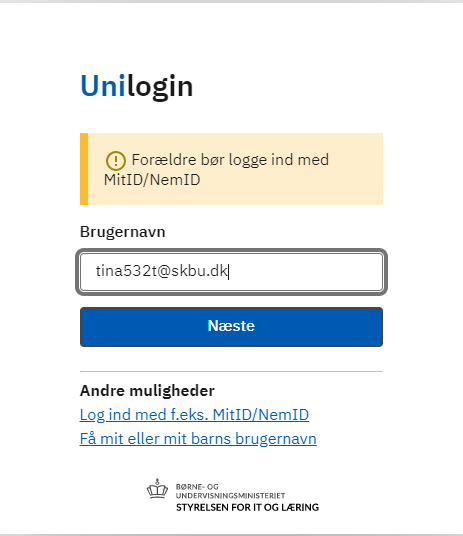 Unilogin
Forældre bør logge ind med
MitID/NemID
Brugernavn
tina532t@skbu.dk
Næste
Andre muligheder
Log ind med f.eks. MitID/NemID
Få mit eller mit barns brugernavn
BØRNE- OG
UNDERVISNINGSMINISTERIET
STYRELSEN FOR IT OG LÆRING